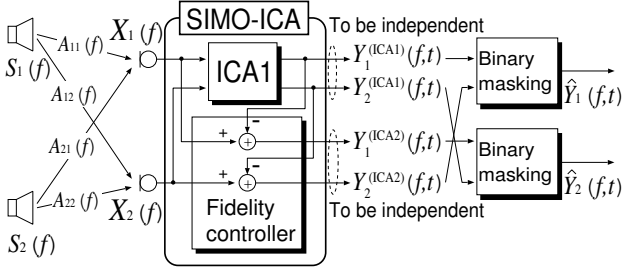 SIMO-ICA
To be independent
X₁(f)
A₁₁(f)
S₁(f)
A₁₂(f)
A₂₁(f)
A₂₂(f)
S₂(f)
X₂(f)
ICA1
Y₁⁽ᴵᶜᴬ¹⁾(f,t)
Y₂⁽ᴵᶜᴬ¹⁾(f,t)
Binary
masking
Ŷ₁(f,t)
-
+
-
+
Fidelity
controller
Y₁⁽ᴵᶜᴬ²⁾(f,t)
Y₂⁽ᴵᶜᴬ²⁾(f,t)
To be independent
Binary
masking
Ŷ₂(f,t)